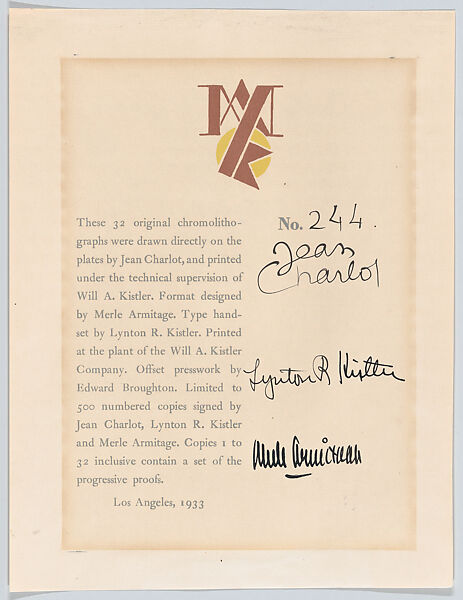 WAK
These 32 original chromolitho-
graphs were drawn directly on the
plates by Jean Charlot, and printed
under the technical supervision of
Will A. Kistler. Format designed
by Merle Armitage. Type hand-
set by Lynton R. Kistler. Printed
at the plant of the Will A. Kistler
Company. Offset presswork by
Edward Broughton. Limited to
500 numbered copies signed by
Jean Charlot, Lynton R. Kistler
and Merle Armitage. Copies 1 to
32 inclusive contain a set of the
progressive proofs.
Los Angeles, 1933
No. 244.
Jean
Charlot
Lynton R Kistler
Merle Armitage